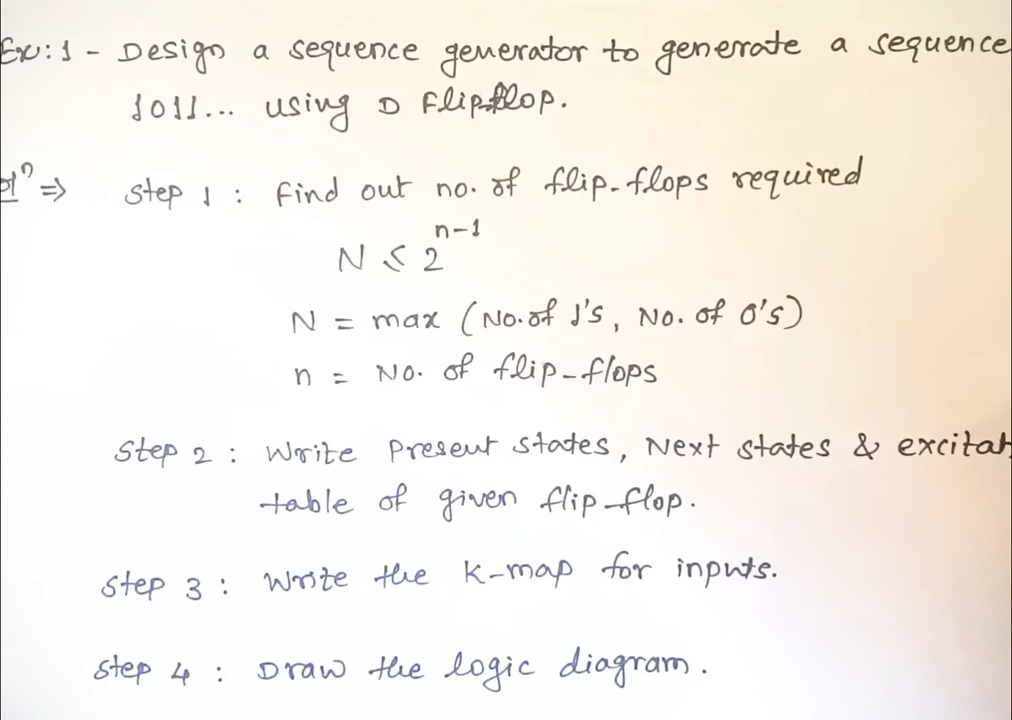 Ex:1 - Design a sequence generator to generate a sequence
1011... using D Flip-flop.
⇒ Step 1 : Find out no. of flip-flops required
N ≤ 2^(n-1)
N = max (No. of 1's, No. of 0's)
n = No. of flip-flops
Step 2 : Write Present states, Next states & excitat
table of given flip-flop.
Step 3 : Write the K-map for inputs.
Step 4 : Draw the logic diagram.